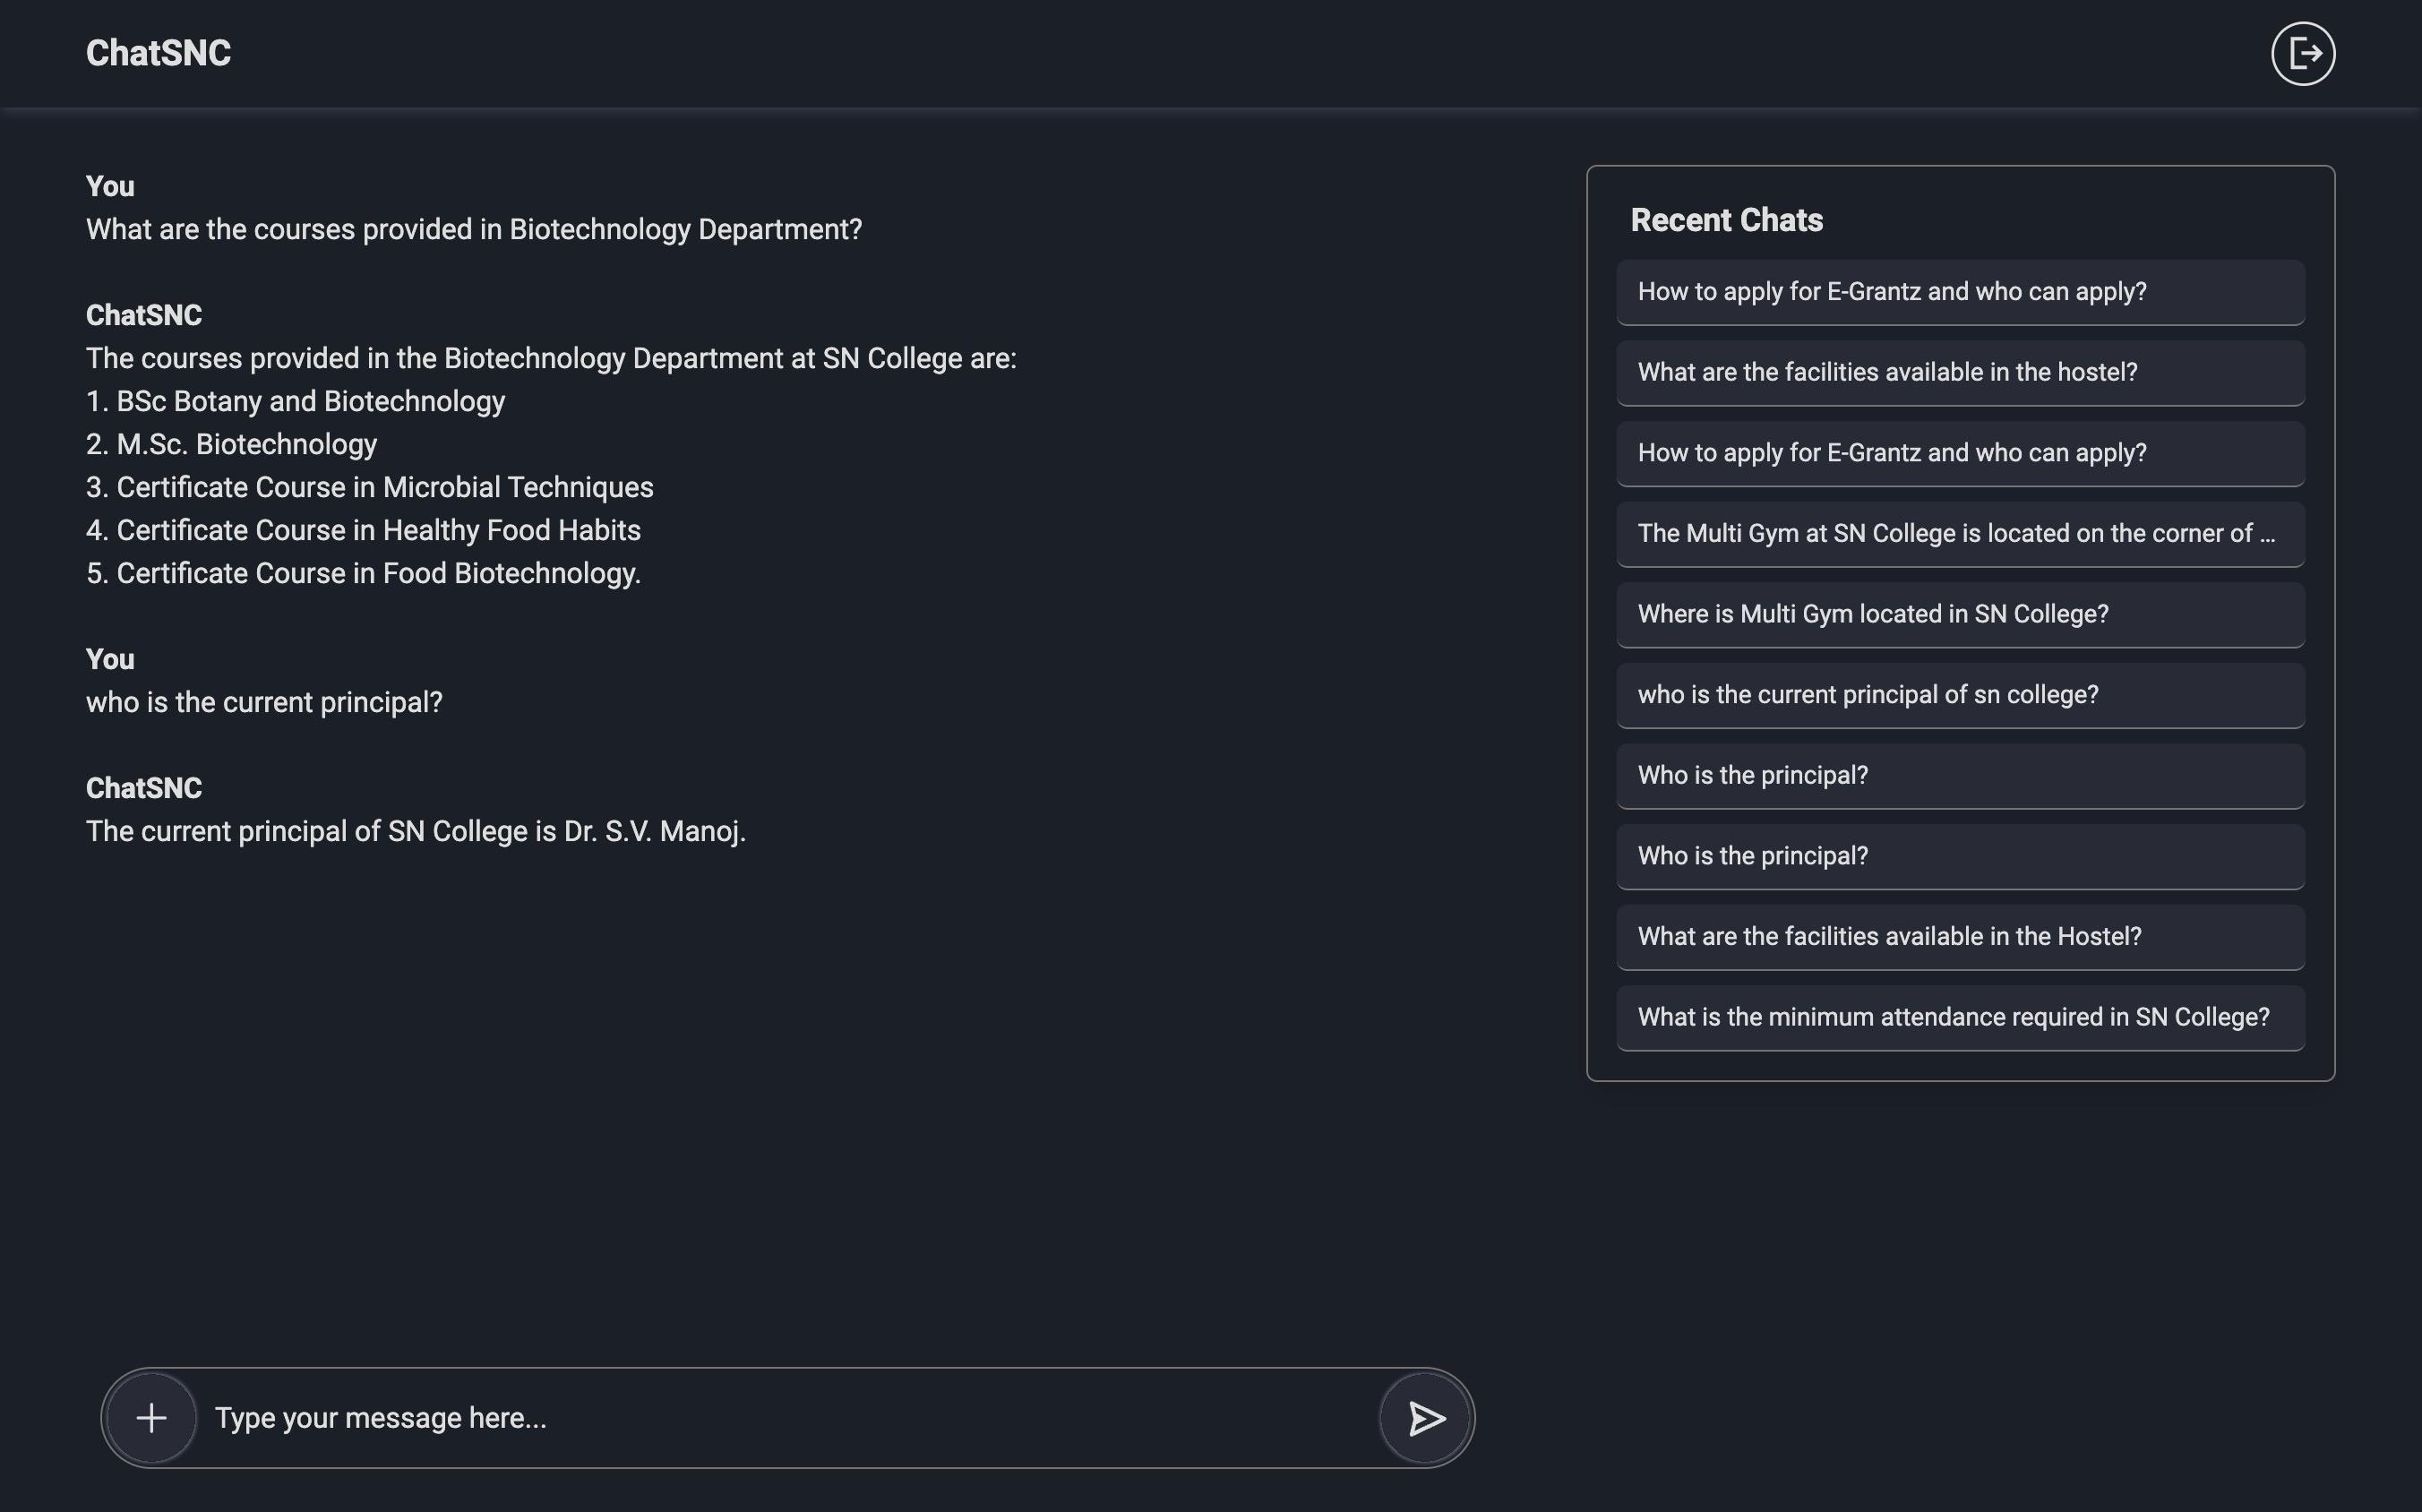 ChatSNC
You
What are the courses provided in Biotechnology Department?
ChatSNC
The courses provided in the Biotechnology Department at SN College are:
1. BSc Botany and Biotechnology
2. M.Sc. Biotechnology
3. Certificate Course in Microbial Techniques
4. Certificate Course in Healthy Food Habits
5. Certificate Course in Food Biotechnology.
You
who is the current principal?
ChatSNC
The current principal of SN College is Dr. S.V. Manoj.
Type your message here...
Recent Chats
How to apply for E-Grantz and who can apply?
What are the facilities available in the hostel?
How to apply for E-Grantz and who can apply?
The Multi Gym at SN College is located on the corner of ...
Where is Multi Gym located in SN College?
who is the current principal of sn college?
Who is the principal?
Who is the principal?
What are the facilities available in the Hostel?
What is the minimum attendance required in SN College?